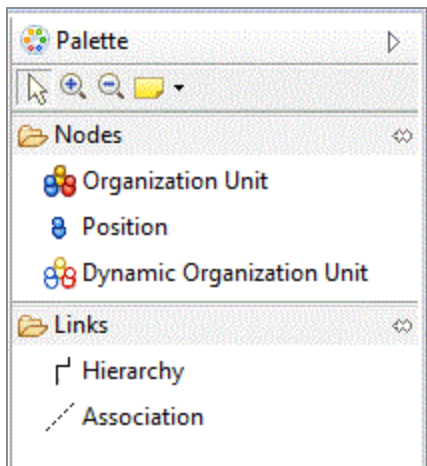 Palette
Nodes
Organization Unit
Position
Dynamic Organization Unit
Links
Hierarchy
Association